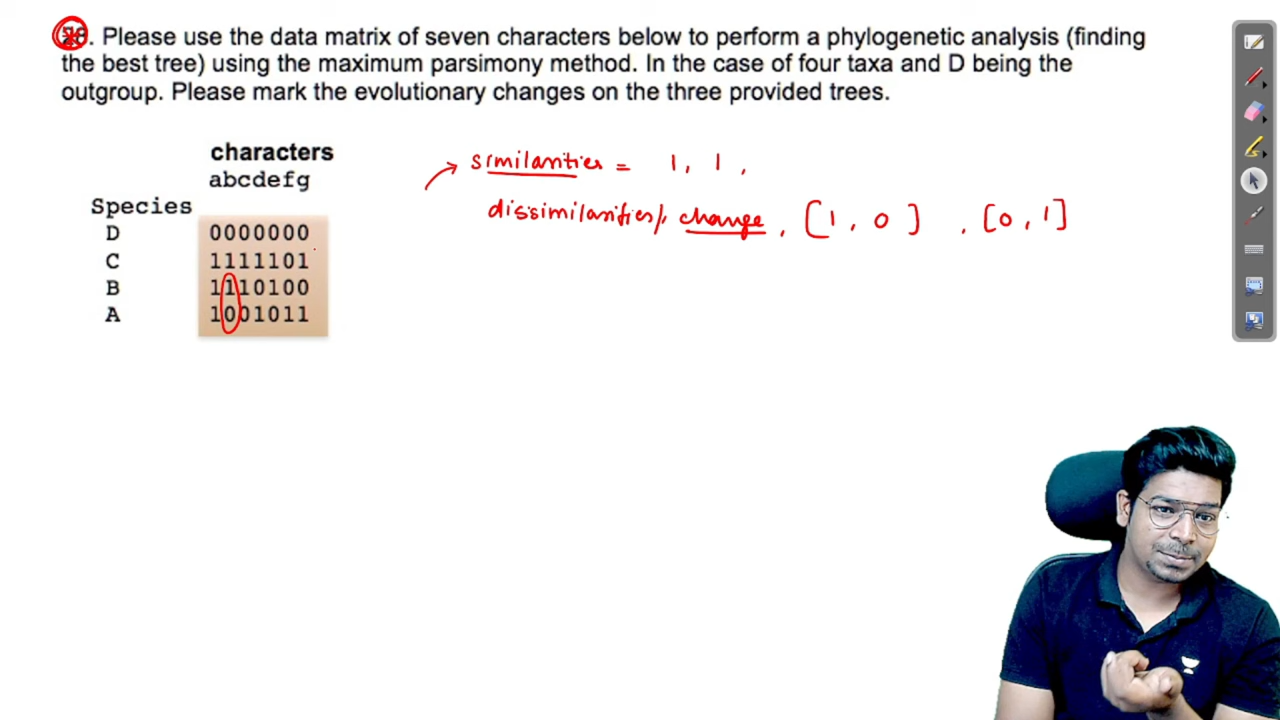 28. Please use the data matrix of seven characters below to perform a phylogenetic analysis (finding
the best tree) using the maximum parsimony method. In the case of four taxa and D being the
outgroup. Please mark the evolutionary changes on the three provided trees.
characters
abcdefg
Species
D 0000000
C 1111101
B 1110100
A 1001011
similarities = 1, 1,
dissimilarities/. change, [1, 0] , [0, 1]